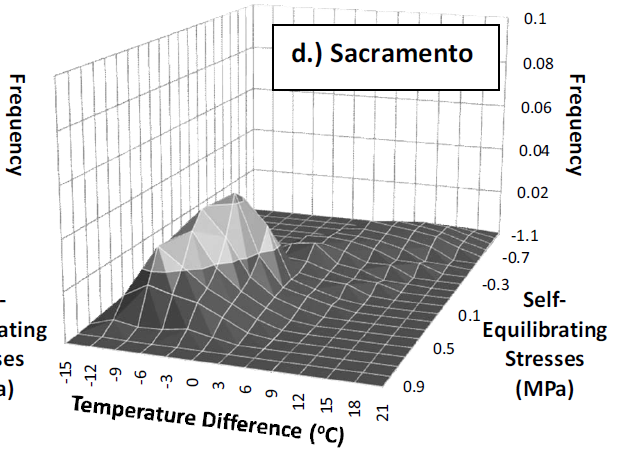 d.) Sacramento
Frequency
0.1
0.08
0.06
0.04
0.02
Frequency
-1.1
-0.7
-0.3
0.1
0.5
0.9
Self-
Equilibrating
Stresses
(MPa)
-
ating
ses
a)
-15 -12 -9 -6 -3 0 3 6 9 12 15 18 21
Temperature Difference (°C)